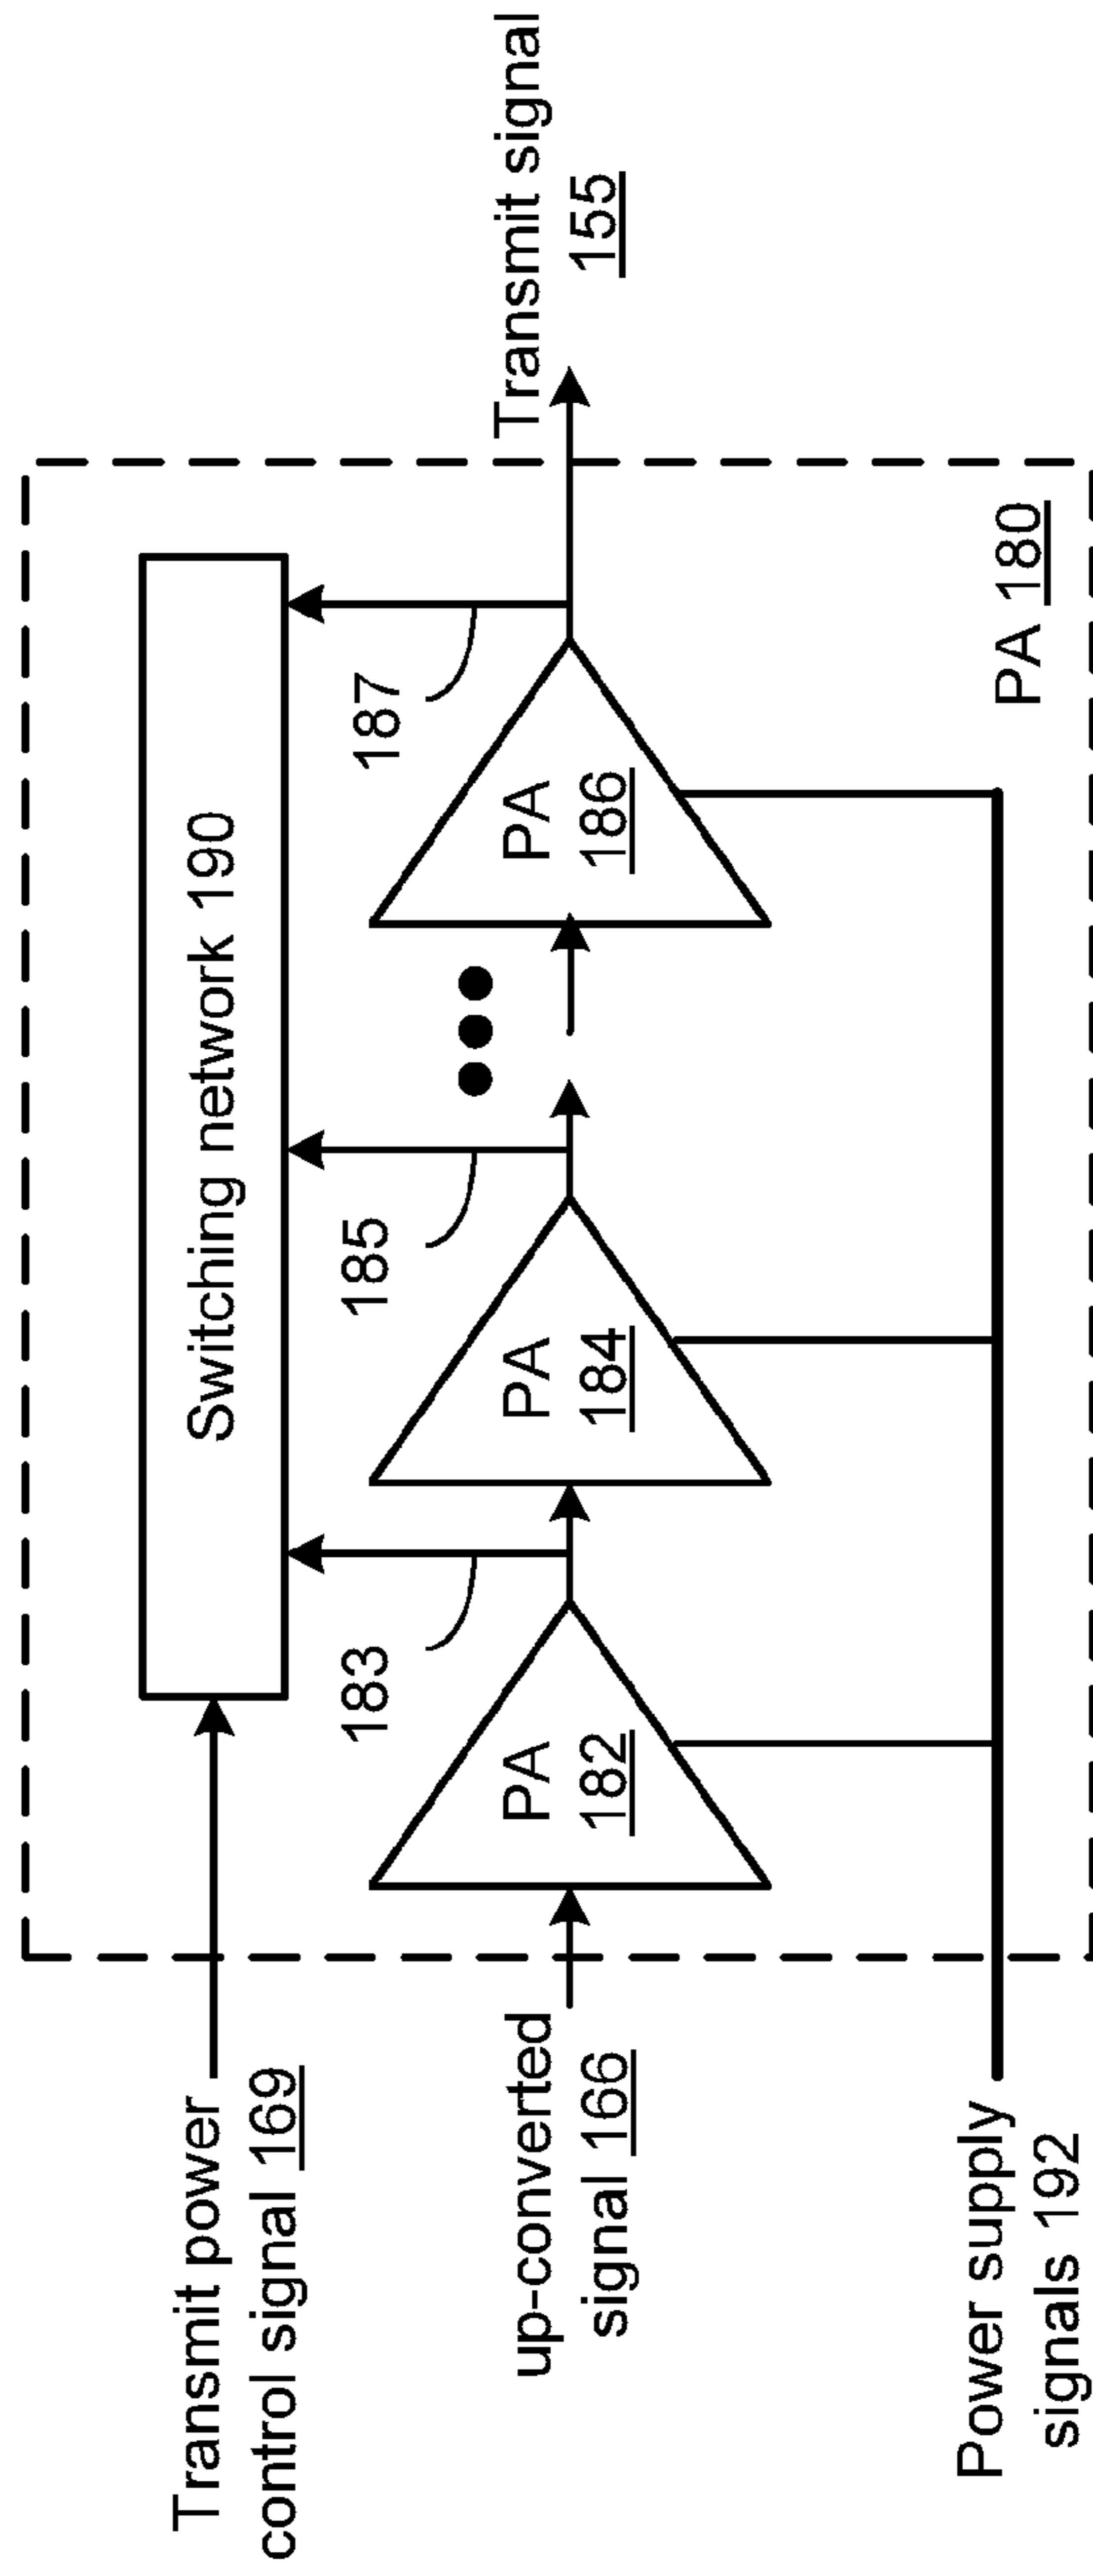 Transmit power
control signal 169
Switching network 190
183
185
187
up-converted
signal 166
PA
182
PA
184
PA
186
Transmit signal
155
Power supply
signals 192
PA 180